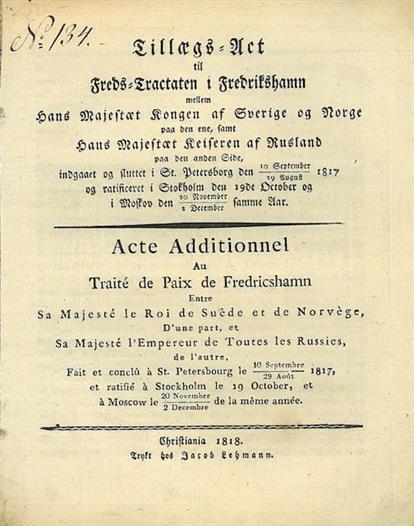 No: 134.
Tillægs-Act
til
Freds-Tractaten i Fredrikshamn
mellem
Hans Majestæt Kongen af Sverige og Norge
paa den ene, samt
Hans Majestæt Keiseren af Rusland
paa den anden Side,
indgaaet og sluttet i St. Petersborg den 10 September / 29 August 1817
og ratificeret i Stokholm den 19de October og
i Moskov den 20 November / 2 December samme Aar.
Acte Additionnel
Au
Traité de Paix de Fredricshamn
Entre
Sa Majesté le Roi de Suêde et de Norvège,
D'une part, et
Sa Majesté l'Empereur de Toutes les Russies,
de l'autre,
Fait et conclû à St. Petersbourg le 10 Septembre / 29 Août 1817,
et ratifié à Stockholm le 19 October, et
à Moscow le 20 Novembre / 2 Decembre de la même année.
Christiania 1818.
Trykt hos Jacob Lehmann.